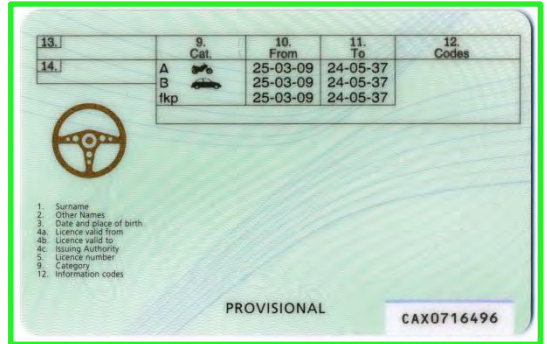 13. 9. 10. 11. 12.
Cat. From To Codes
14. A 25-03-09 24-05-37
B 25-03-09 24-05-37
fkp 25-03-09 24-05-37
1. Surname
2. Other Names
3. Date and place of birth
4a. Licence valid from
4b. Licence valid to
4c. Issuing Authority
5. Licence number
9. Category
12. Information codes
PROVISIONAL
CAX0716496